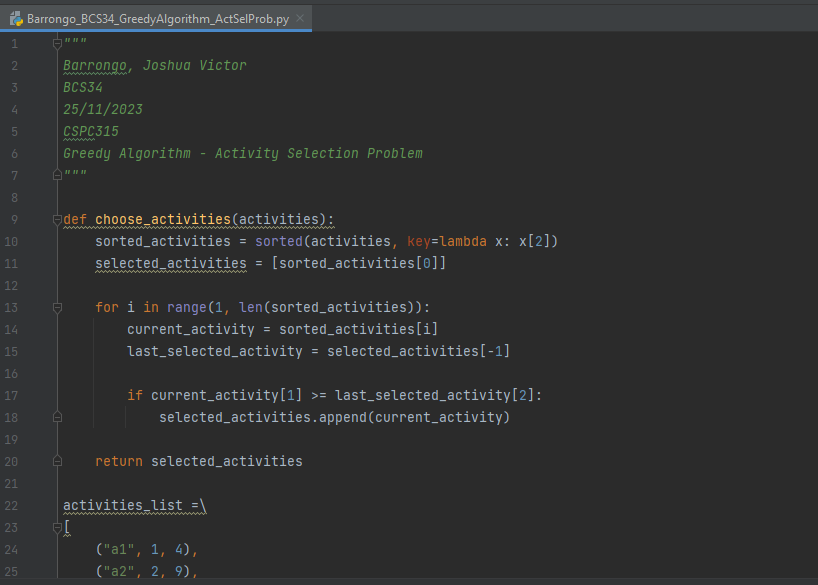 Barrongo_BCS34_GreedyAlgorithm_ActSelProb.py ×
1 """
2 Barrongo, Joshua Victor
3 BCS34
4 25/11/2023
5 CSPC315
6 Greedy Algorithm - Activity Selection Problem
7 """
8
9 def choose_activities(activities):
10     sorted_activities = sorted(activities, key=lambda x: x[2])
11     selected_activities = [sorted_activities[0]]
12
13     for i in range(1, len(sorted_activities)):
14         current_activity = sorted_activities[i]
15         last_selected_activity = selected_activities[-1]
16
17         if current_activity[1] >= last_selected_activity[2]:
18             selected_activities.append(current_activity)
19
20     return selected_activities
21
22 activities_list =\
23 [
24     ("a1", 1, 4),
25     ("a2", 2, 9),